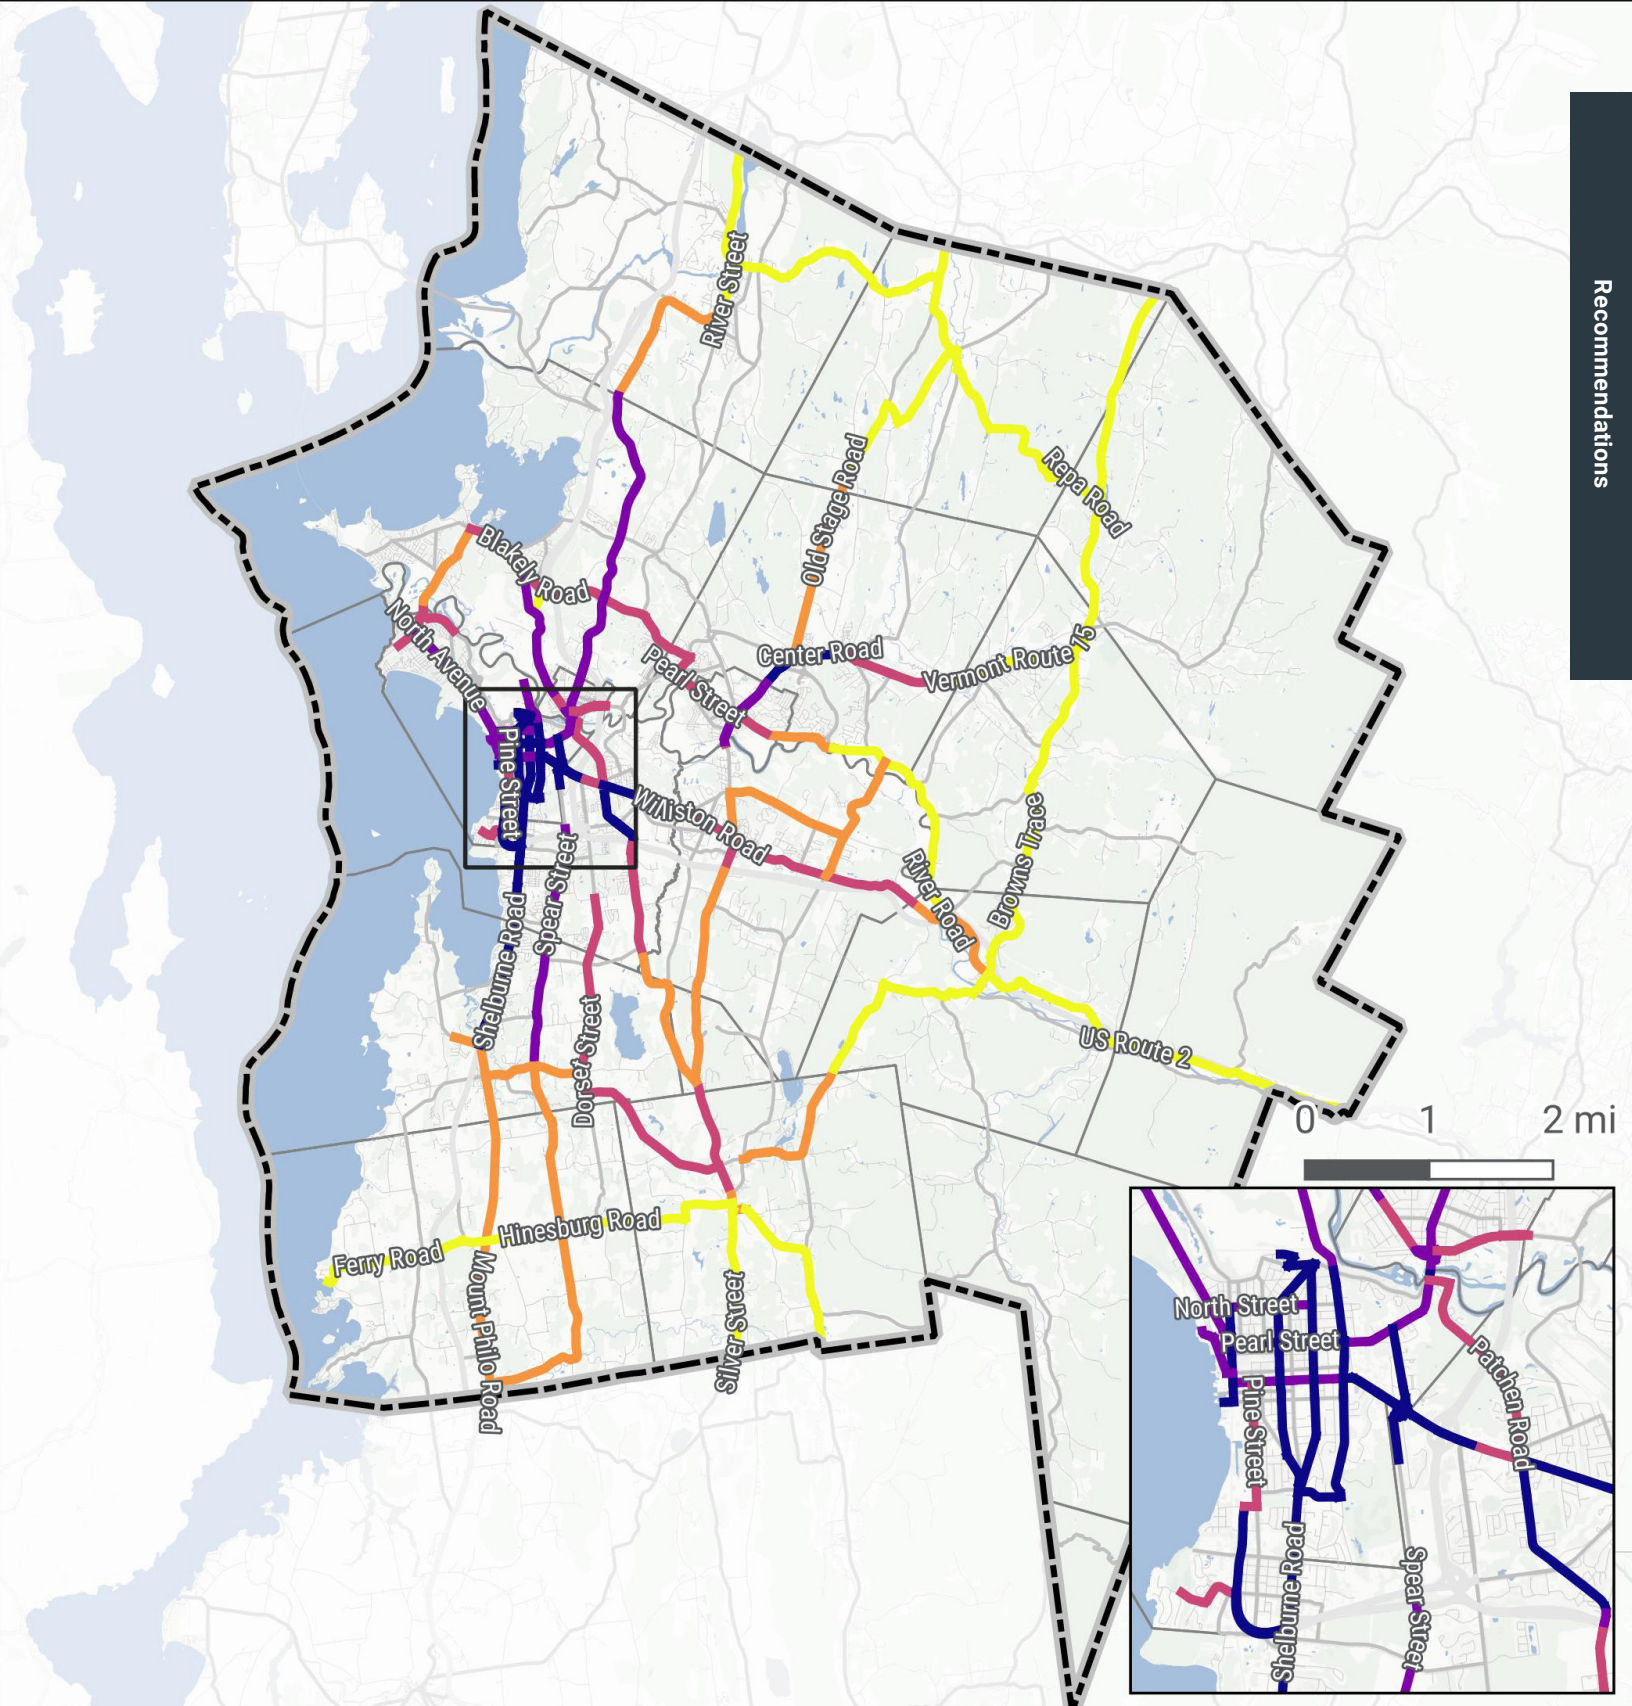 Recommendations
River Street
Old Stage Road
Repa Road
Blakely Road
North Avenue
Pearl Street
Center Road
Vermont Route 15
Pine Street
Williston Road
Spear Street
Shelburne Road
River Road
Browns Trace
Dorset Street
US Route 2
0 1 2 mi
Ferry Road
Hinesburg Road
Mount Philo Road
Silver Street
North Street
Pearl Street
Pine Street
Patchen Road
Shelburne Road
Spear Street